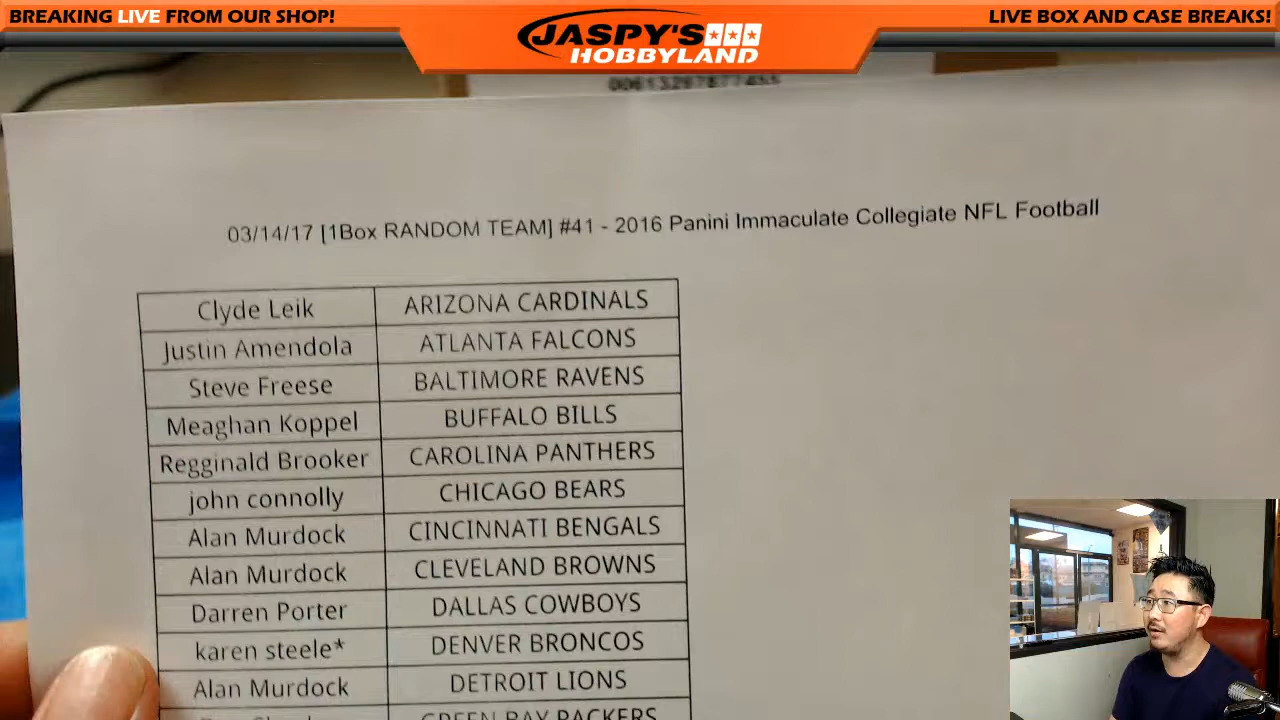 BREAKING LIVE FROM OUR SHOP!
JASPY'S
HOBBYLAND
LIVE BOX AND CASE BREAKS!
03/14/17 [1Box RANDOM TEAM] #41 - 2016 Panini Immaculate Collegiate NFL Football
Clyde Leik ARIZONA CARDINALS
Justin Amendola ATLANTA FALCONS
Steve Freese BALTIMORE RAVENS
Meaghan Koppel BUFFALO BILLS
Regginald Brooker CAROLINA PANTHERS
john connolly CHICAGO BEARS
Alan Murdock CINCINNATI BENGALS
Alan Murdock CLEVELAND BROWNS
Darren Porter DALLAS COWBOYS
karen steele* DENVER BRONCOS
Alan Murdock DETROIT LIONS
GREEN BAY PACKERS